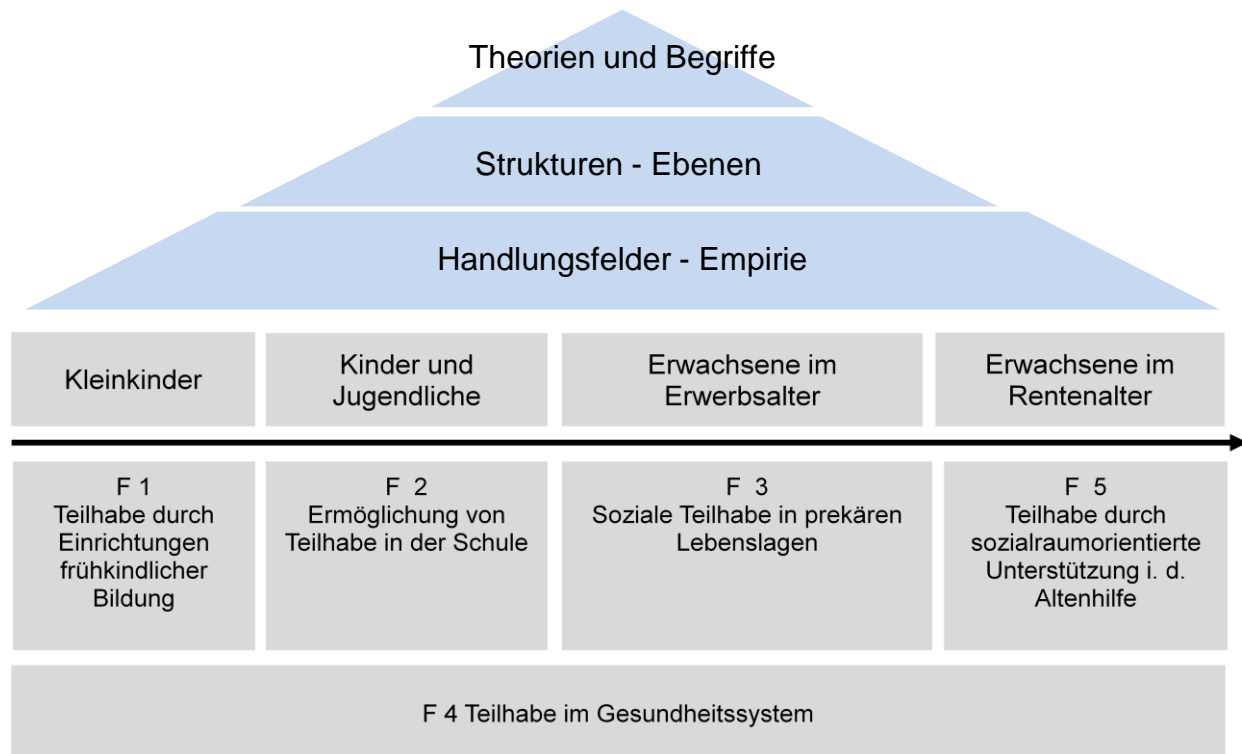 Theorien und Begriffe
Strukturen - Ebenen
Handlungsfelder - Empirie
Kleinkinder
Kinder und
Jugendliche
Erwachsene im
Erwerbsalter
Erwachsene im
Rentenalter
F 1
Teilhabe durch
Einrichtungen
frühkindlicher
Bildung
F 2
Ermöglichung von
Teilhabe in der Schule
F 3
Soziale Teilhabe in prekären
Lebenslagen
F 5
Teilhabe durch
sozialraumorientierte
Unterstützung i. d.
Altenhilfe
F 4 Teilhabe im Gesundheitssystem